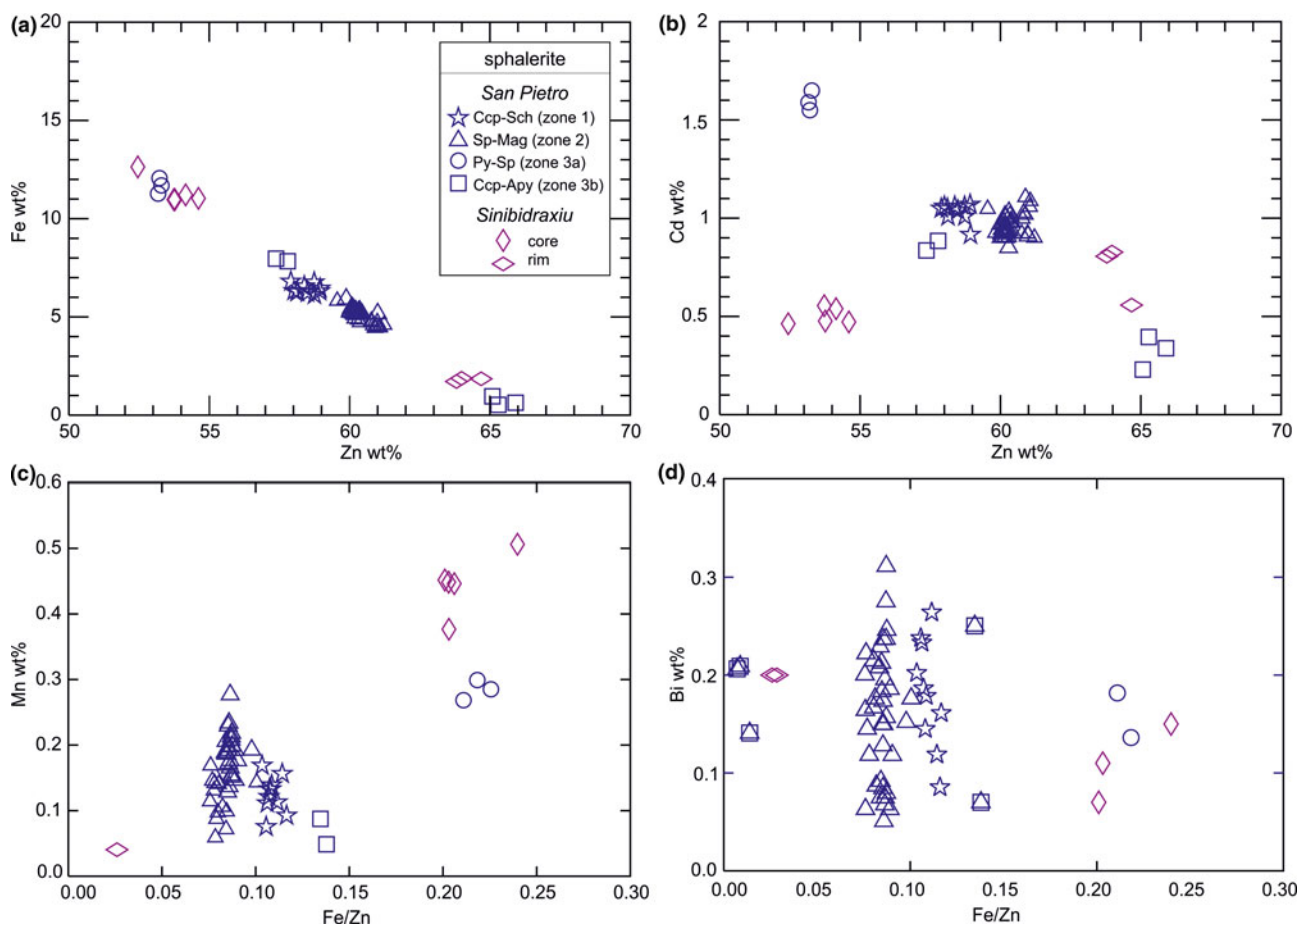 (a)
Fe wt%
20
15
10
5
0
50 55 60 65 70
Zn wt%
sphalerite
San Pietro
Ccp-Sch (zone 1)
Sp-Mag (zone 2)
Py-Sp (zone 3a)
Ccp-Apy (zone 3b)
Sinibidraxiu
core
rim
(b)
Cd wt%
2
1.5
1
0.5
0
50 55 60 65 70
Zn wt%
(c)
Mn wt%
0.6
0.5
0.4
0.3
0.2
0.1
0.0
0.00 0.05 0.10 0.15 0.20 0.25 0.30
Fe/Zn
(d)
Bi wt%
0.4
0.3
0.2
0.1
0.0
0.00 0.05 0.10 0.15 0.20 0.25 0.30
Fe/Zn